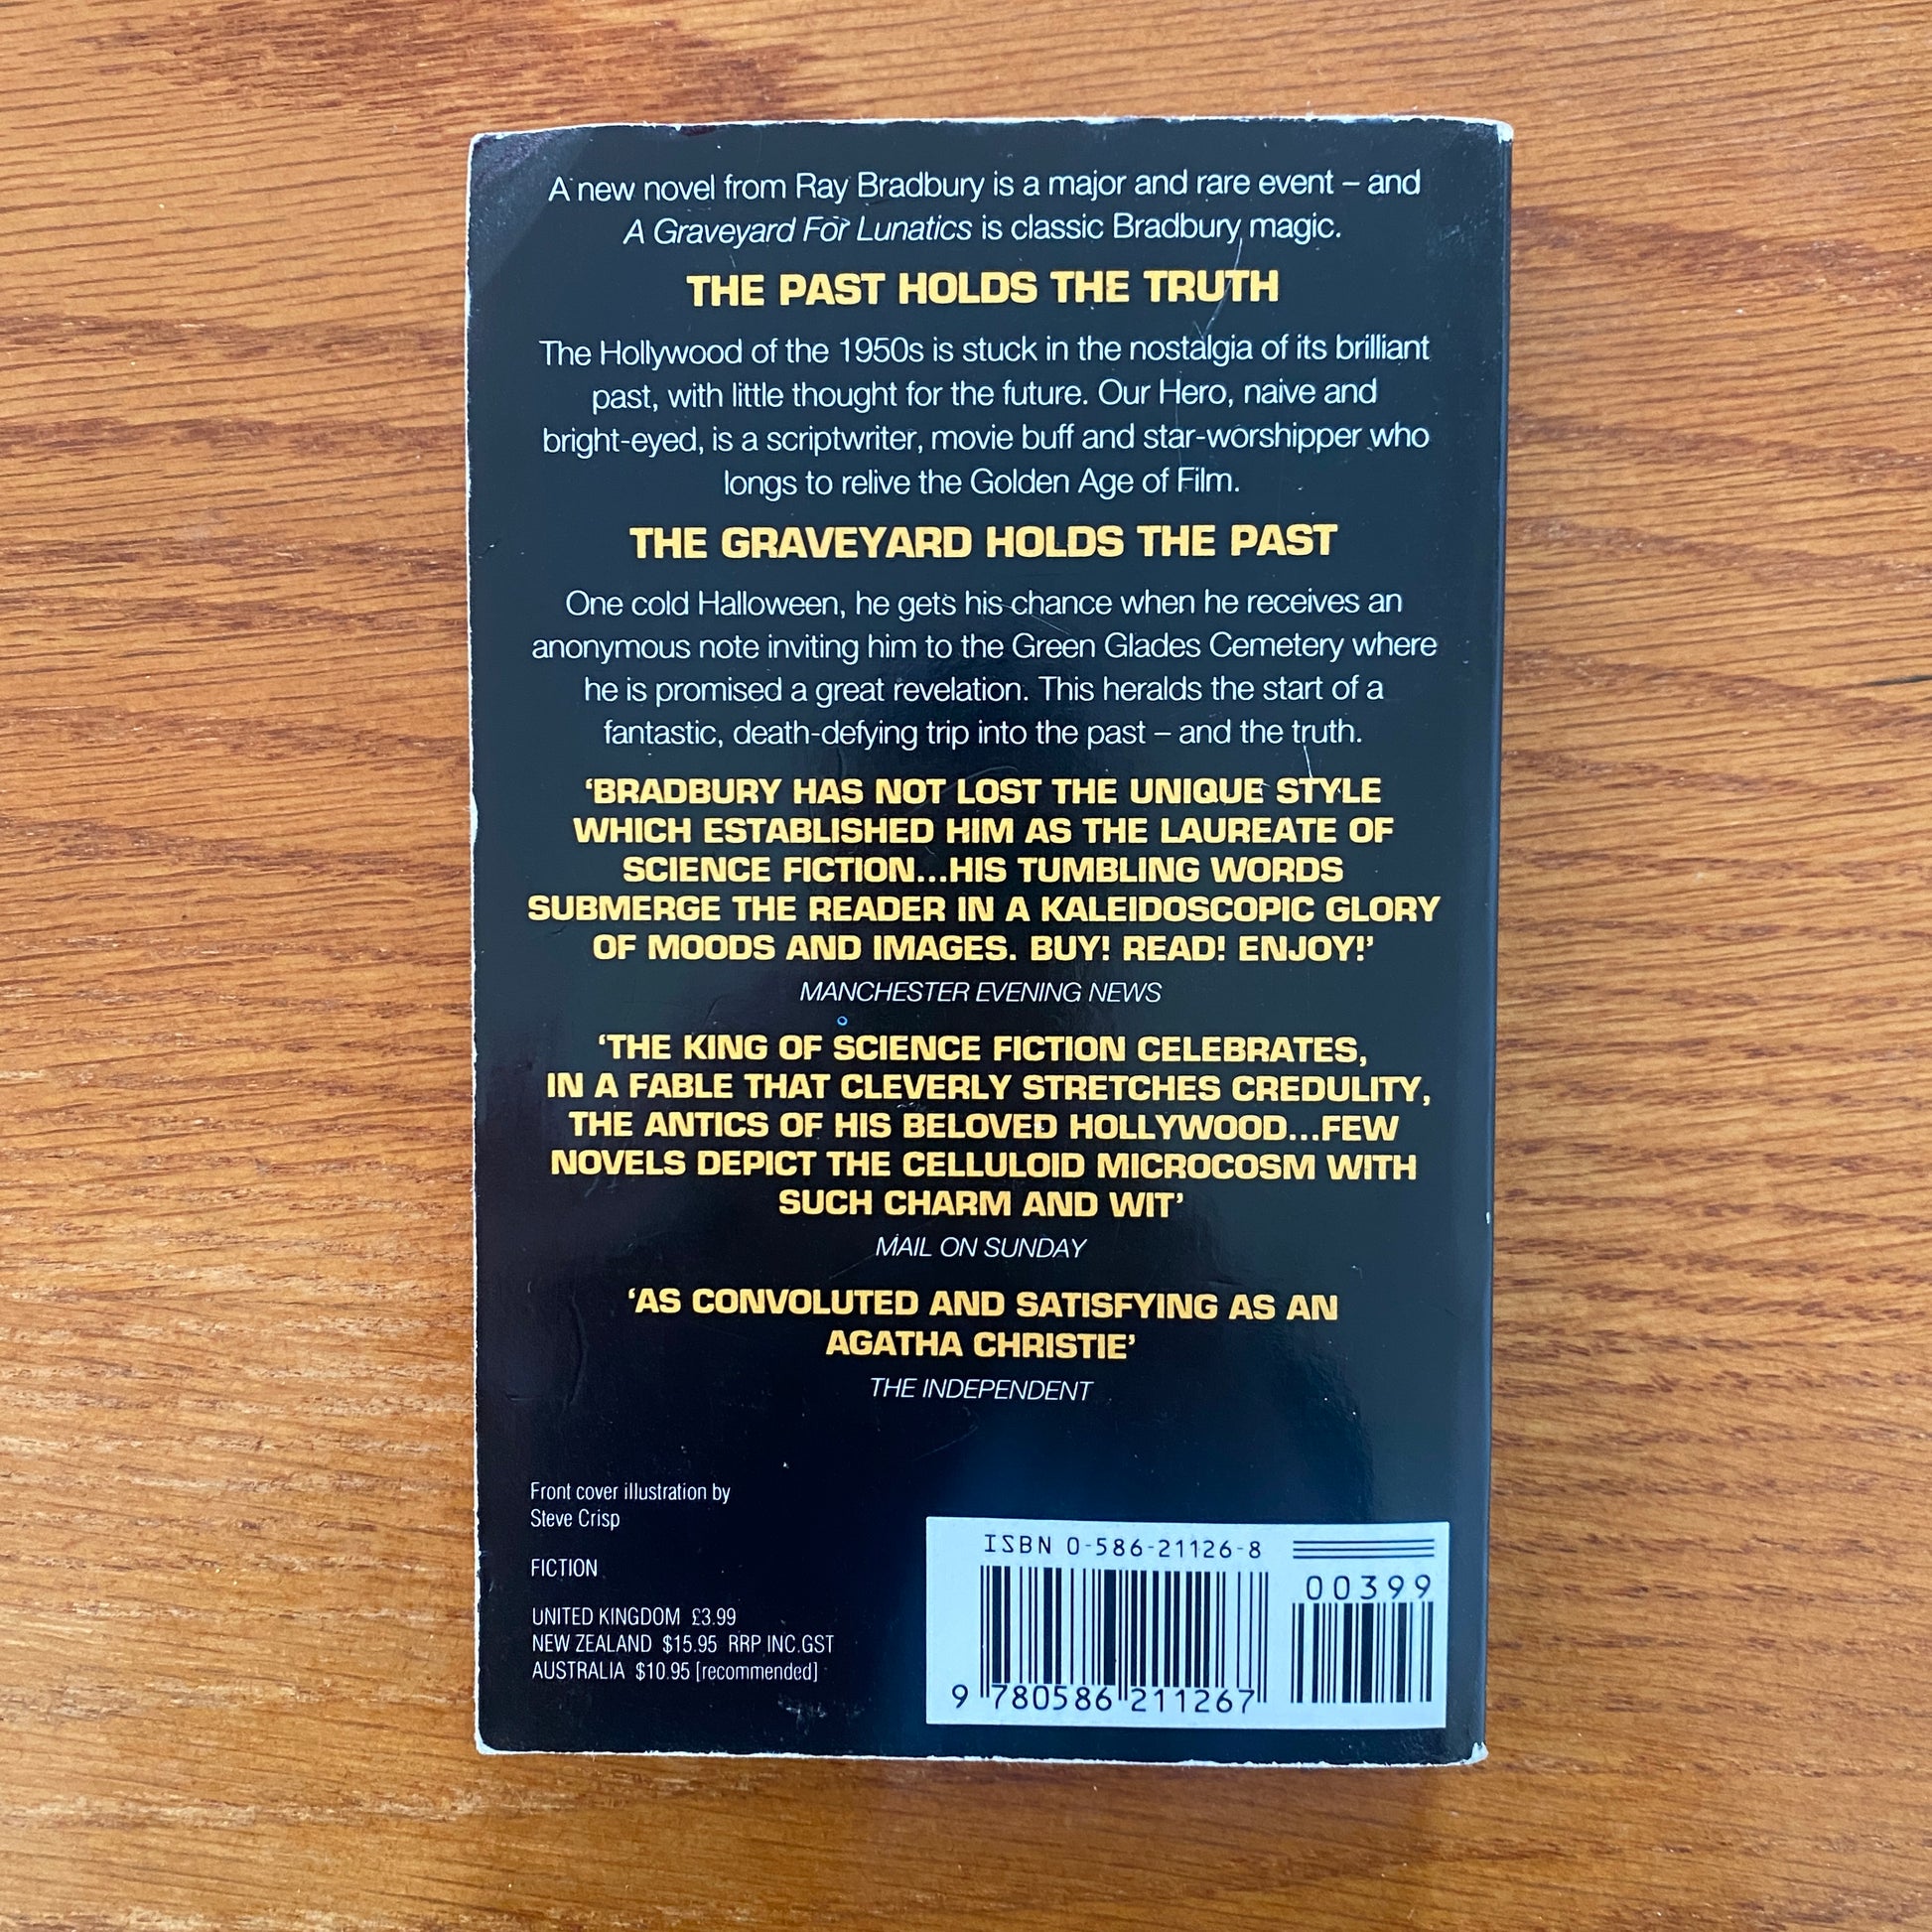 A new novel from Ray Bradbury is a major and rare event – and
A Graveyard For Lunatics is classic Bradbury magic.
THE PAST HOLDS THE TRUTH
The Hollywood of the 1950s is stuck in the nostalgia of its brilliant
past, with little thought for the future. Our Hero, naive and
bright-eyed, is a scriptwriter, movie buff and star-worshipper who
longs to relive the Golden Age of Film.
THE GRAVEYARD HOLDS THE PAST
One cold Halloween, he gets his chance when he receives an
anonymous note inviting him to the Green Glades Cemetery where
he is promised a great revelation. This heralds the start of a
fantastic, death-defying trip into the past – and the truth.
‘BRADBURY HAS NOT LOST THE UNIQUE STYLE
WHICH ESTABLISHED HIM AS THE LAUREATE OF
SCIENCE FICTION...HIS TUMBLING WORDS
SUBMERGE THE READER IN A KALEIDOSCOPIC GLORY
OF MOODS AND IMAGES. BUY! READ! ENJOY!’
MANCHESTER EVENING NEWS
‘THE KING OF SCIENCE FICTION CELEBRATES,
IN A FABLE THAT CLEVERLY STRETCHES CREDULITY,
THE ANTICS OF HIS BELOVED HOLLYWOOD...FEW
NOVELS DEPICT THE CELLULOID MICROCOSM WITH
SUCH CHARM AND WIT’
MAIL ON SUNDAY
‘AS CONVOLUTED AND SATISFYING AS AN
AGATHA CHRISTIE’
THE INDEPENDENT
Front cover illustration by
Steve Crisp
FICTION
UNITED KINGDOM £3.99
NEW ZEALAND $15.95 RRP INC.GST
AUSTRALIA $10.95 [recommended]
ISBN 0-586-21126-8
00399
9 780586 211267